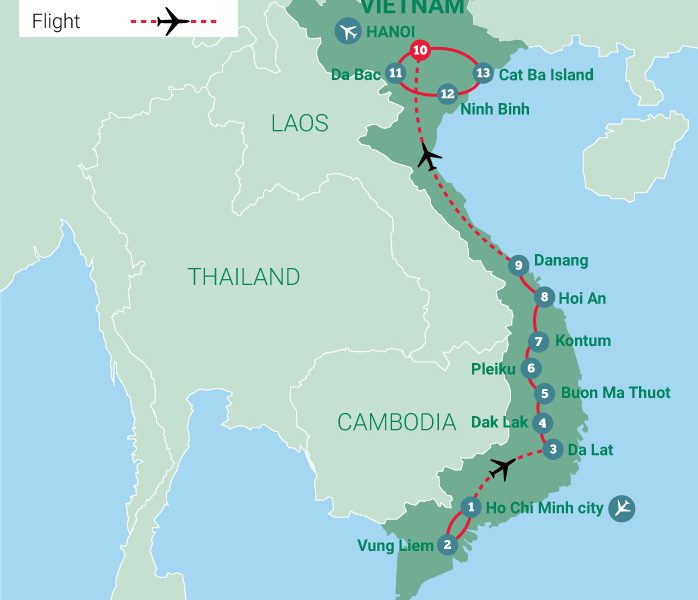 VIETNAM
Flight
HANOI
10
Da Bac
11
13
Cat Ba Island
12
Ninh Binh
LAOS
9
Danang
THAILAND
8
Hoi An
7
Kontum
Pleiku
6
5
Buon Ma Thuot
CAMBODIA
Dak Lak
4
3
Da Lat
1
Ho Chi Minh city
Vung Liem
2